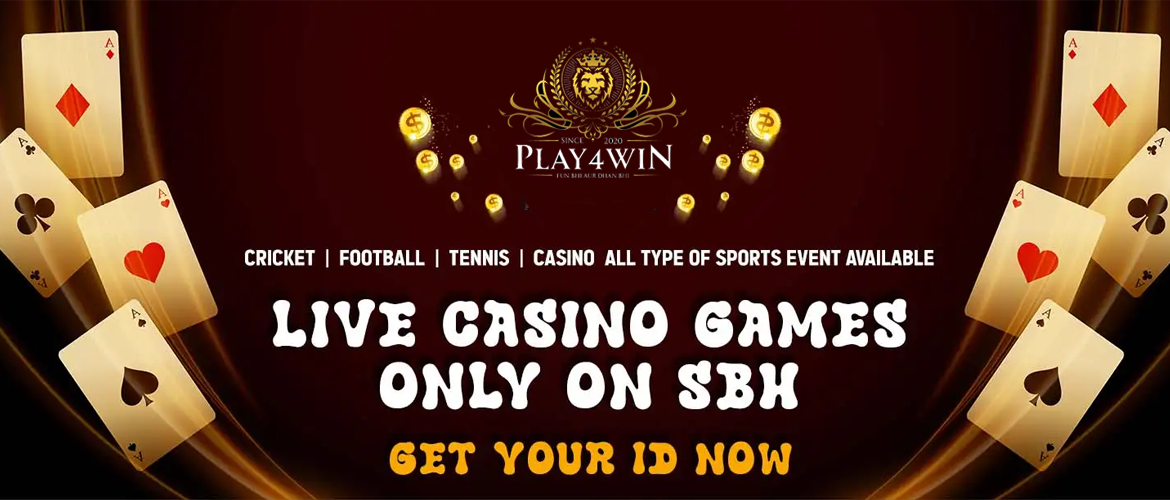 SINCE 2020
PLAY4WIN
FUN BHI AUR DHAN BHI
CRICKET | FOOTBALL | TENNIS | CASINO ALL TYPE OF SPORTS EVENT AVAILABLE
LIVE CASINO GAMES
ONLY ON SBH
GET YOUR ID NOW
A
A
A
A
A
A
A
A
A
A
A
A